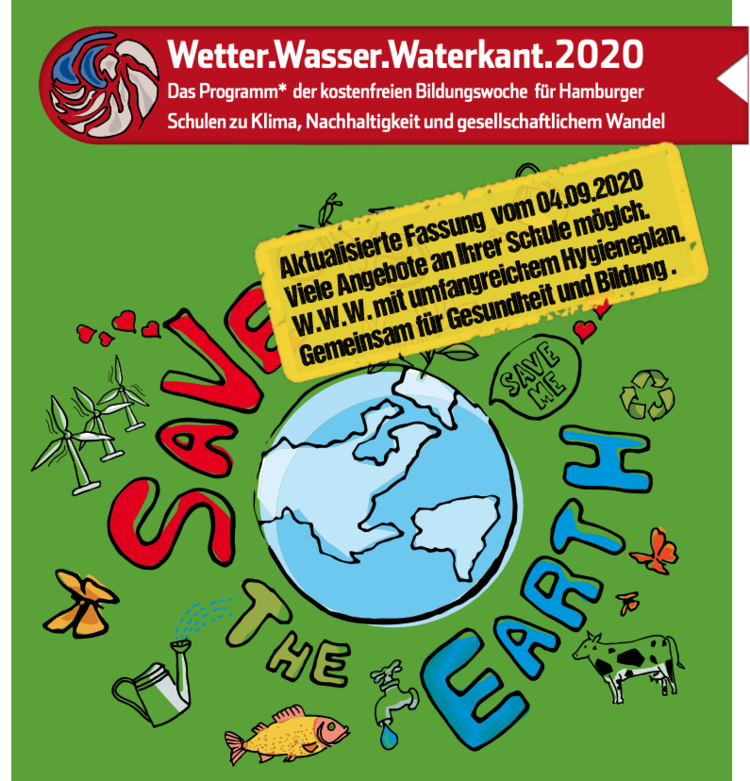 Wetter.Wasser.Waterkant.2020
Das Programm* der kostenfreien Bildungswoche für Hamburger
Schulen zu Klima, Nachhaltigkeit und gesellschaftlichem Wandel
Aktualisierte Fassung vom 04.09.2020
Viele Angebote an Ihrer Schule möglch.
W.W.W. mit umfangreichem Hygieneplan.
Gemeinsam für Gesundheit und Bildung .
SAVE
SAVE
ME
THE
EARTH